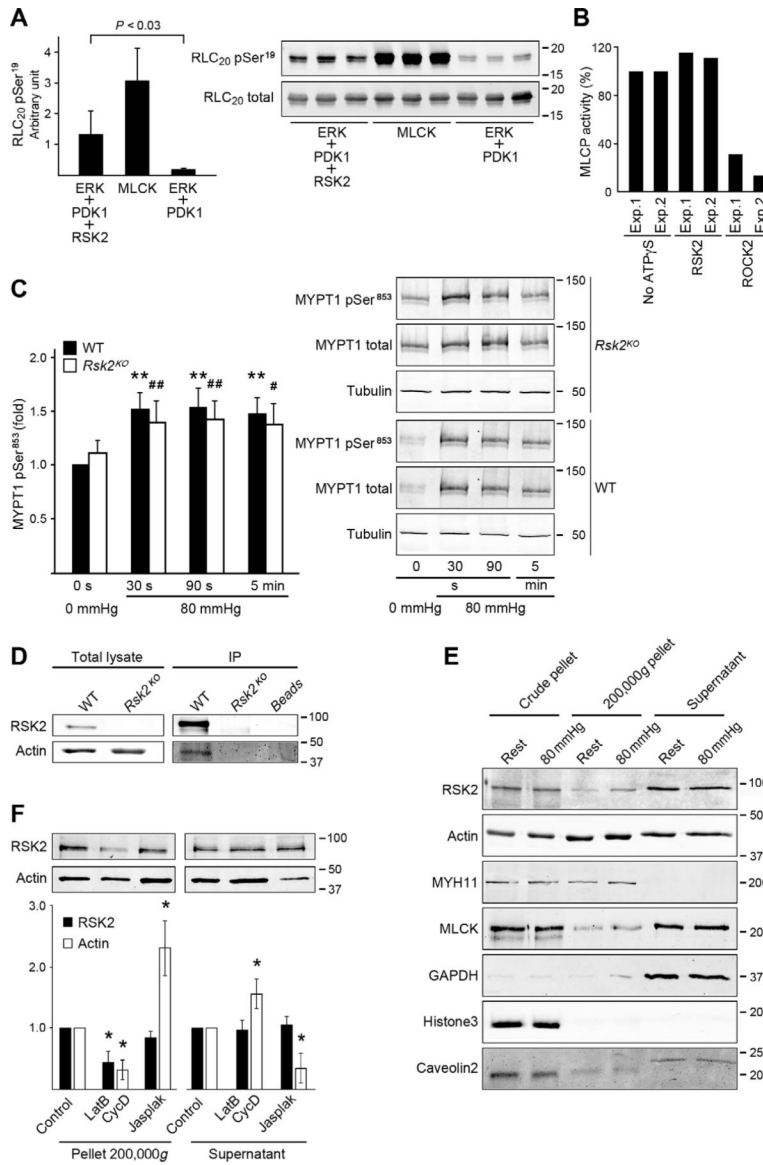 A
P < 0.03
RLC20 pSer19
Arbitrary unit
4
3
2
1
ERK
+
PDK1
+
RSK2
MLCK
ERK
+
PDK1
RLC20 pSer19
20
15
RLC20 total
20
15
ERK
+
PDK1
+
RSK2
MLCK
ERK
+
PDK1
B
MLCP activity (%)
120
80
40
0
Exp.1
Exp.2
Exp.1
Exp.2
Exp.1
Exp.2
No ATPγS
RSK2
ROCK2
C
WT
Rsk2KO
MYPT1 pSer853 (fold)
2.0
1.5
1.0
0.5
** ## ** ## ** #
0 s 30 s 90 s 5 min
0 mmHg 80 mmHg
MYPT1 pSer853
150
MYPT1 total
150
Tubulin
50
Rsk2KO
MYPT1 pSer853
150
MYPT1 total
150
Tubulin
50
WT
0 30 90 5
s min
0 mmHg 80 mmHg
D
Total lysate IP
WT Rsk2KO WT Rsk2KO Beads
RSK2
100
Actin
50
37
E
Crude pellet 200,000g pellet Supernatant
Rest 80 mmHg Rest 80 mmHg Rest 80 mmHg
RSK2
100
Actin
50
37
MYH11
MLCK
GAPDH
37
Histone3
Caveolin2
F
RSK2
100
Actin
50
37
3.0
2.0
1.0
RSK2
Actin
* * * * *
Control LatB CycD Jasplak Control LatB CycD Jasplak
Pellet 200,000g Supernatant